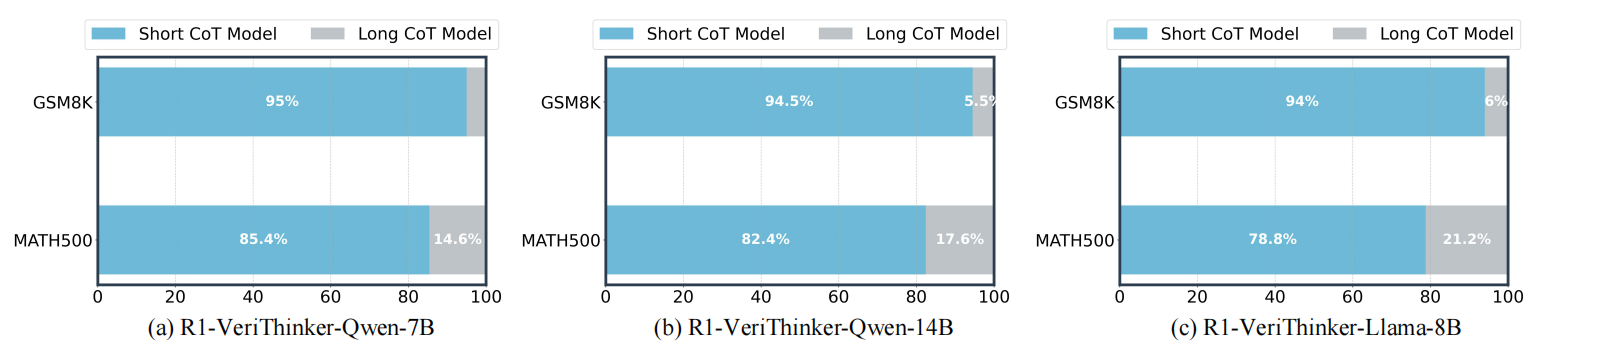 Short CoT Model Long CoT Model
GSM8K 95%
MATH500 85.4% 14.6%
0 20 40 60 80 100
(a) R1-VeriThinker-Qwen-7B
Short CoT Model Long CoT Model
GSM8K 94.5% 5.5%
MATH500 82.4% 17.6%
0 20 40 60 80 100
(b) R1-VeriThinker-Qwen-14B
Short CoT Model Long CoT Model
GSM8K 94% 6%
MATH500 78.8% 21.2%
0 20 40 60 80 100
(c) R1-VeriThinker-Llama-8B